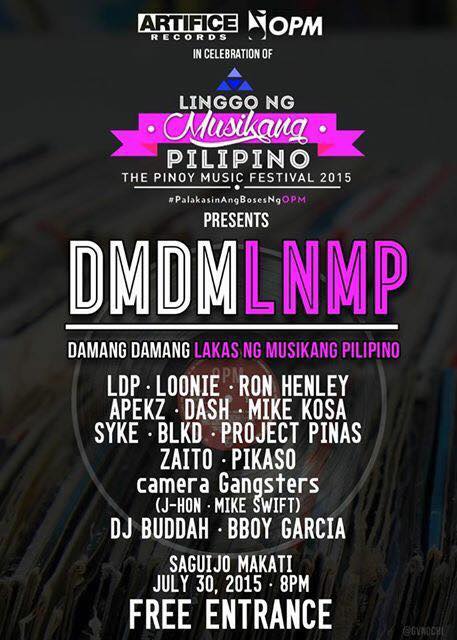 ARTIFICE OPM
RECORDS
IN CELEBRATION OF
LINGGO NG
Musikang
PILIPINO
THE PINOY MUSIC FESTIVAL 2015
#PalakasinAngBosesNgOPM
PRESENTS
DMDMLNMP
DAMANG DAMANG LAKAS NG MUSIKANG PILIPINO
OPM
LDP · LOONIE · RON HENLEY
APEKZ · DASH · MIKE KOSA
SYKE · BLKD · PROJECT PINAS
ZAITO · PIKASO
camera Gangsters
(J-HON · MIKE SWIFT)
DJ BUDDAH · BBOY GARCIA
SAGUIJO MAKATI
JULY 30, 2015 · 8PM
FREE ENTRANCE